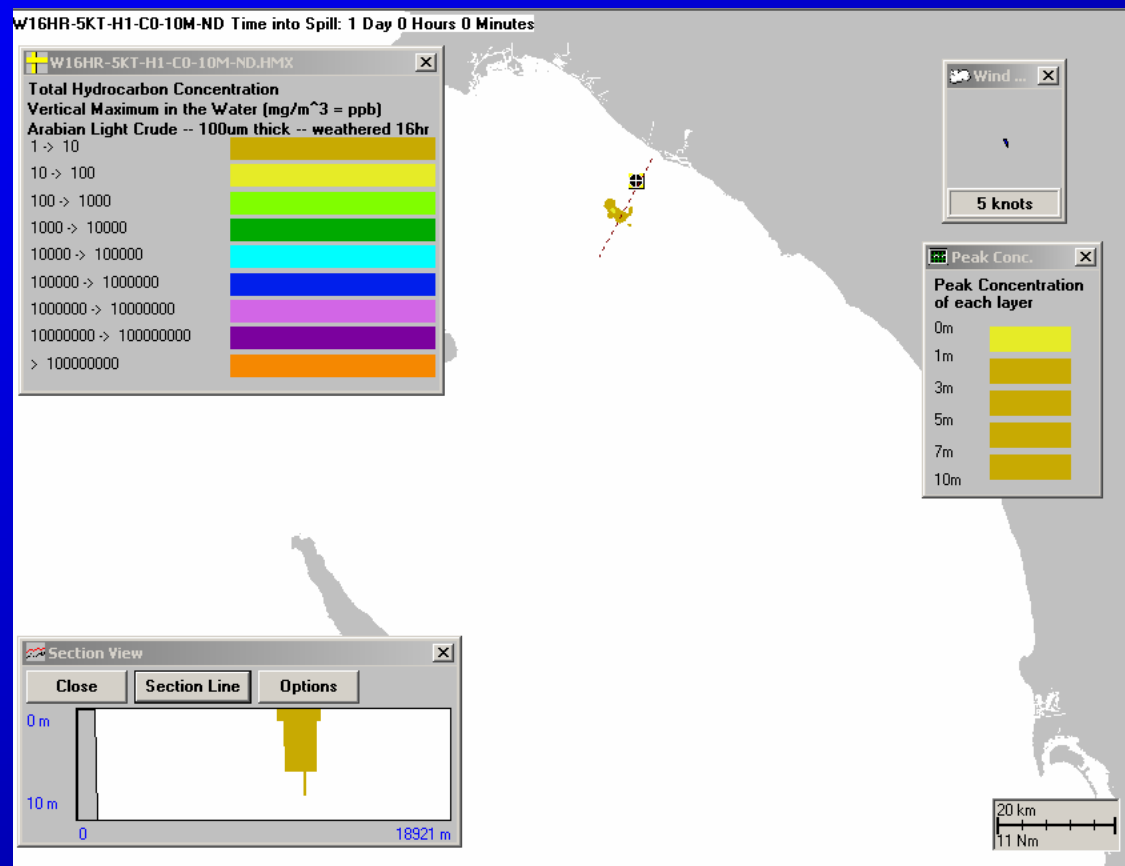 W16HR-5KT-H1-C0-10M-ND Time into Spill: 1 Day 0 Hours 0 Minutes
W16HR-5KT-H1-C0-10M-ND.HMX
Total Hydrocarbon Concentration
Vertical Maximum in the Water (mg/m^3 = ppb)
Arabian Light Crude -- 100um thick -- weathered 16hr
1 -> 10
10 -> 100
100 -> 1000
1000 -> 10000
10000 -> 100000
100000 -> 1000000
1000000 -> 10000000
10000000 -> 100000000
> 100000000
Wind ...
5 knots
Peak Conc.
Peak Concentration
of each layer
0m
1m
3m
5m
7m
10m
Section View
Close Section Line Options
0 m
10 m
0 18921 m
20 km
11 Nm